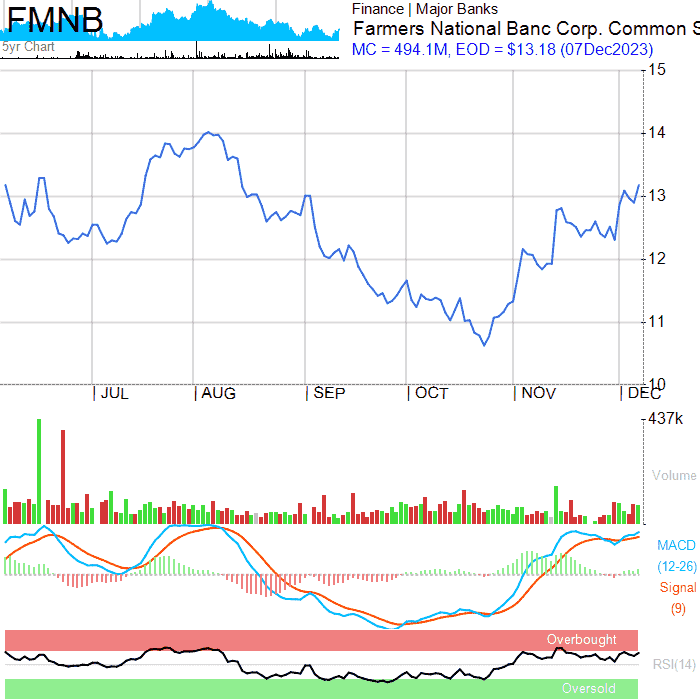 FMNB
5yr Chart
Finance | Major Banks
Farmers National Banc Corp. Common S
MC = 494.1M, EOD = $13.18 (07Dec2023)
15
14
13
12
11
10
JUL AUG SEP OCT NOV DEC
437k
Volume
MACD
(12-26)
Signal
(9)
Overbought
RSI(14)
Oversold